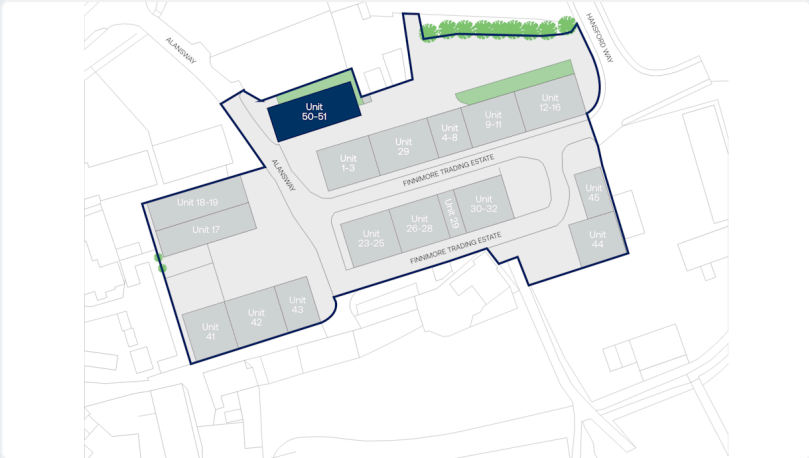 ALANSWAY
HANSFORD WAY
Unit
50-51
Unit
12-16
Unit
9-11
Unit
4-8
Unit
29
Unit
1-3
FINNIMORE TRADING ESTATE
ALANSWAY
Unit 18-19
Unit 17
Unit
45
Unit
44
Unit
30-32
Unit 29
Unit
26-28
Unit
23-25
FINNIMORE TRADING ESTATE
Unit
43
Unit
42
Unit
41